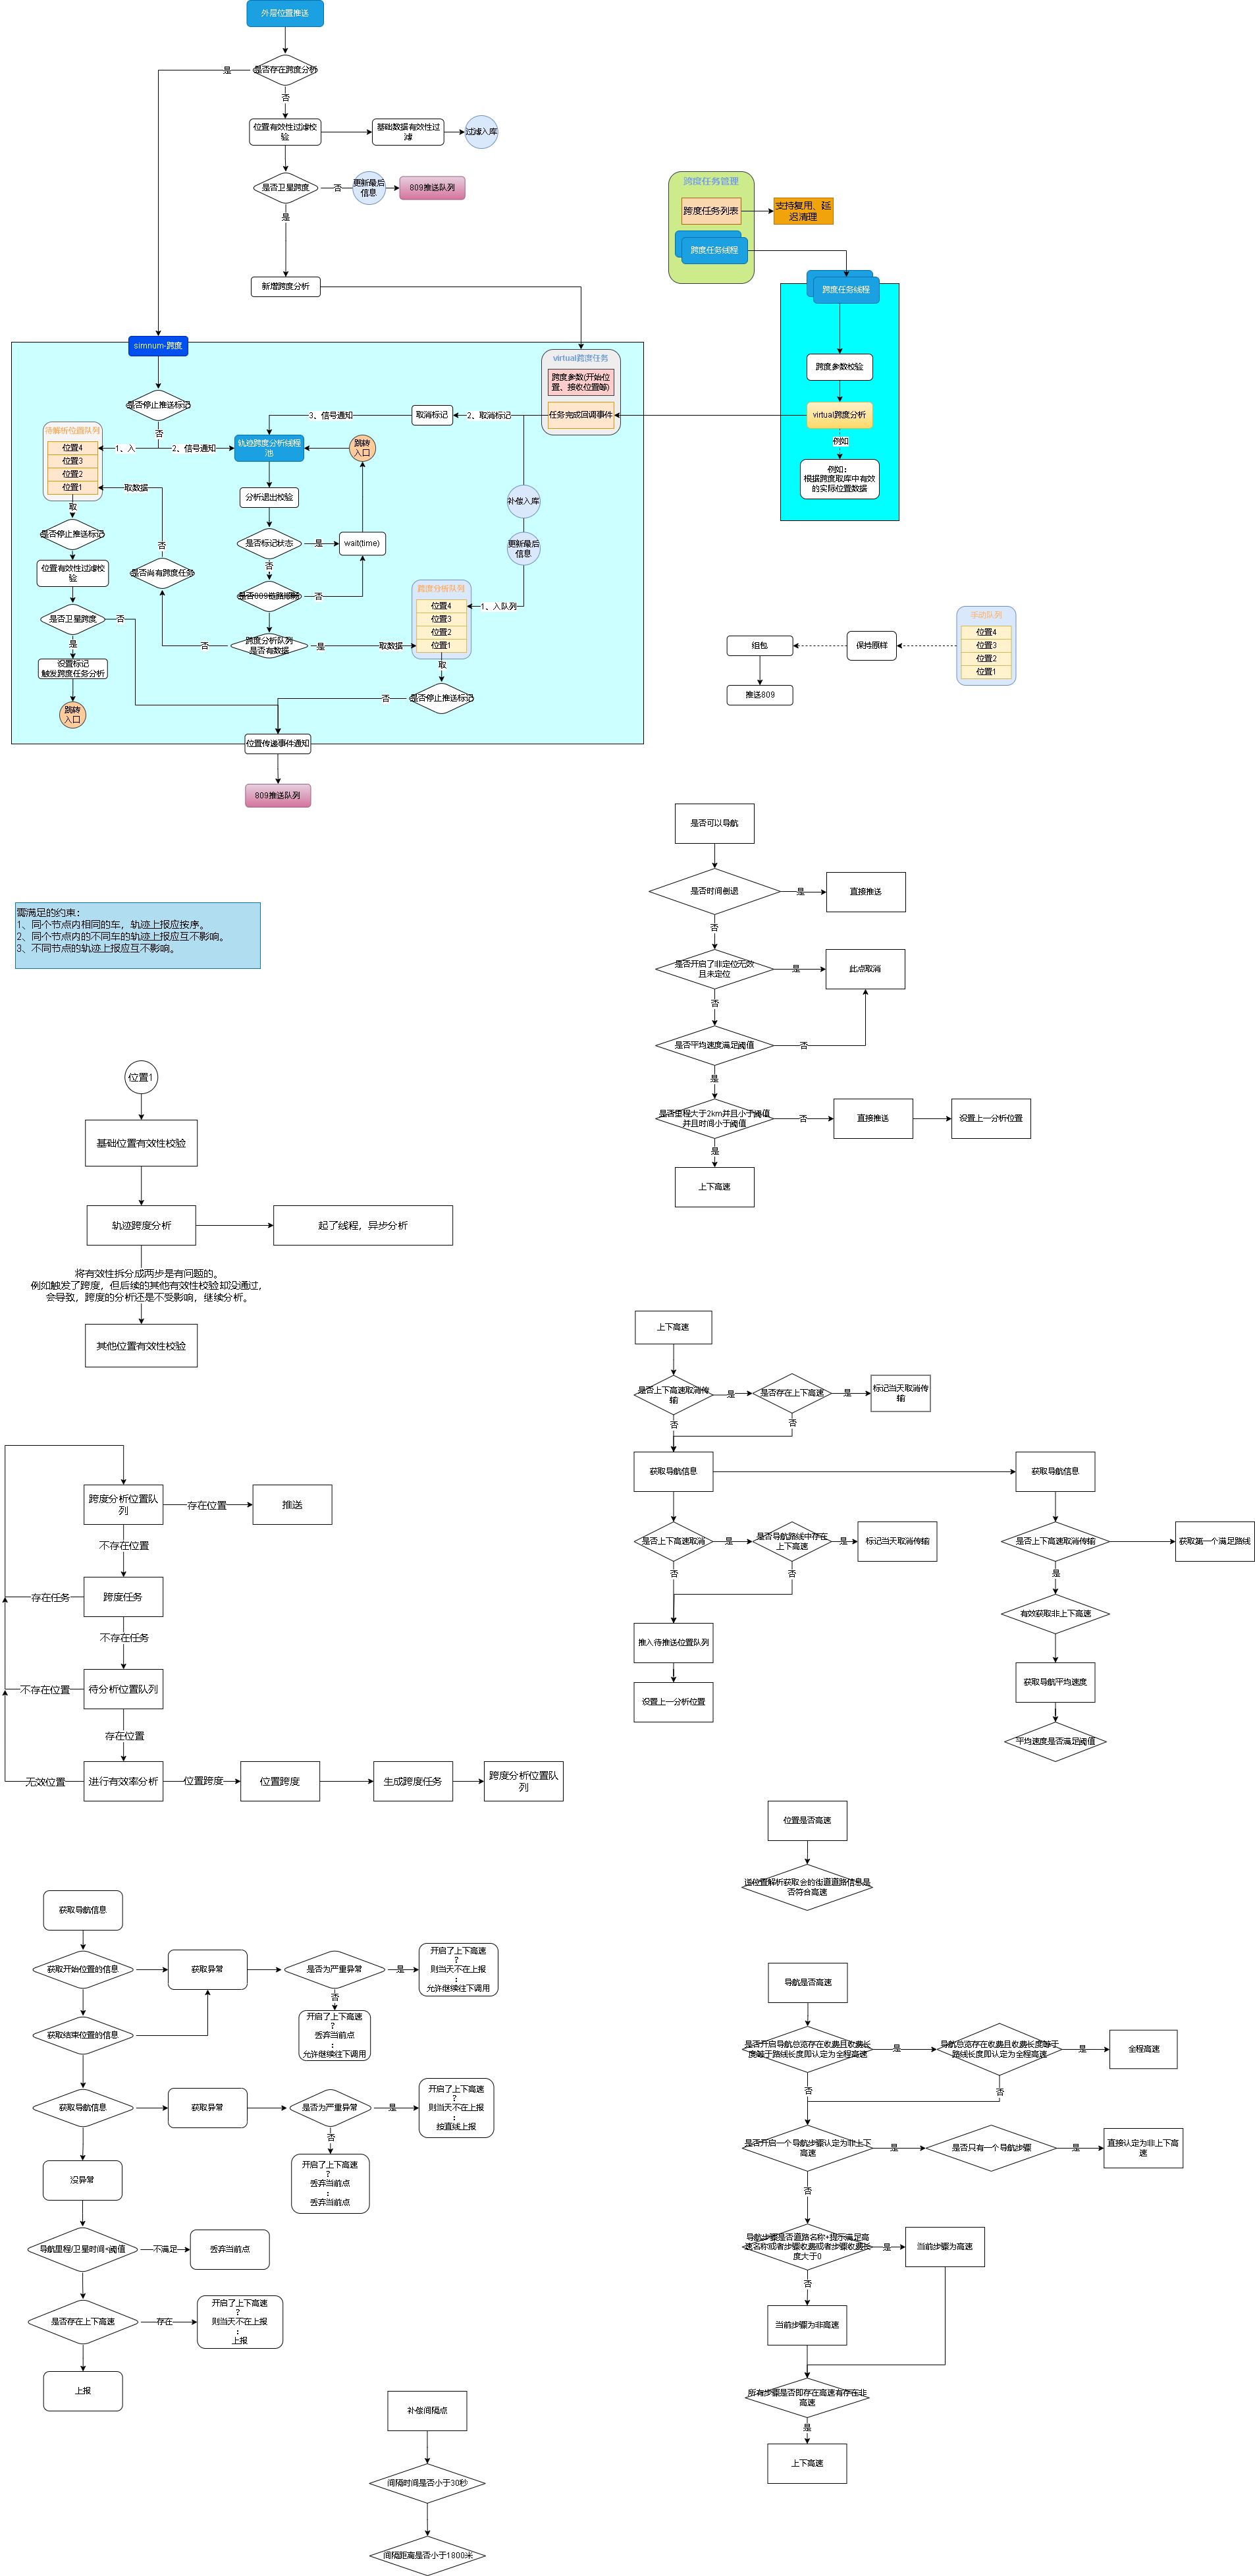 外层位置推送
是否存在跨度分析
是
否
位置有效性过滤校
验
基础数据有效性过
滤
过滤入库
是否卫星跨度
否
更新最后
信息
809推送队列
是
新增跨度分析
跨度任务管理
跨度任务列表
支持复用、延
迟清理
跨度任务线程
跨度任务线程
跨度参数校验
virtual跨度分析
例如
例如：
根据跨度取库中有效
的实际位置数据
simnum-跨度
是否停止推送标记
否
待解析位置队列
位置4
位置3
位置2
位置1
1、入
2、信号通知
取
是否停止推送标记
位置有效性过滤校
验
是否卫星跨度
否
是
设置标记
触发跨度任务分析
跳转
入口
取数据
否
是否尚有跨度任务
否
virtual跨度任务
跨度参数(开始位
置、接收位置等)
任务完成回调事件
2、取消标记
取消标记
3、信号通知
轨迹跨度分析线程
池
跳转
入口
分析退出校验
是否标记状态
是
wait(time)
否
是否809链路顺畅
否
跨度分析队列
是否有数据
是
取数据
补偿入库
更新最后
信息
1、入队列
跨度分析队列
位置4
位置3
位置2
位置1
取
是否停止推送标记
否
位置传递事件通知
809推送队列
位置4
位置3
位置2
位置1
保持原样
组包
推送809
需满足的约束：
1、同个节点内相同的车，轨迹上报应按序。
2、同个节点内的不同车的轨迹上报应互不影响。
3、不同节点的轨迹上报应互不影响。
是否可以导航
是否时间倒退
是
直接推送
否
是否开启了非定位无效
且未定位
是
此点取消
否
是否平均速度满足阈值
否
是
是否里程大于2km并且小于阈值
并且时间小于阈值
否
直接推送
设置上一分析位置
是
上下高速
位置1
基础位置有效性校验
轨迹跨度分析
起了线程，异步分析
将有效性拆分成两步是有问题的。
例如触发了跨度，但后续的其他有效性校验却没通过，
会导致，跨度的分析还是不受影响，继续分析。
其他位置有效性校验
上下高速
是否上下高速取消传
输
是
是否存在上下高速
是
标记当天取消传
输
否
否
获取导航信息
获取导航信息
是否上下高速取消
是
是否导航路线中存在
上下高速
是
标记当天取消传输
否
否
推入待推送位置队列
设置上一分析位置
是否上下高速取消传输
获取第一个满足路线
是
有效获取非上下高速
获取导航平均速度
平均速度是否满足阈值
跨度分析位置队
列
存在位置
推送
不存在位置
跨度任务
存在任务
不存在任务
待分析位置队列
不存在位置
存在位置
进行有效率分析
无效位置
位置跨度
位置跨度
生成跨度任务
跨度分析位置队
列
位置是否高速
逆位置解析获取会的街道道路信息是
否符合高速
获取导航信息
获取开始位置的信息
获取异常
是否为严重异常
是
开启了上下高速
?
则当天不在上报
:
允许继续往下调用
否
开启了上下高速
?
丢弃当前点
:
允许继续往下调用
获取结束位置的信息
获取导航信息
获取异常
是否为严重异常
是
开启了上下高速
?
则当天不在上报
:
按直线上报
否
开启了上下高速
?
丢弃当前点
:
丢弃当前点
没异常
导航里程/卫星时间<阈值
不满足
丢弃当前点
是否存在上下高速
存在
开启了上下高速
?
则当天不在上报
:
上报
上报
导航是否高速
是否开启导航总览存在收费且收费长
度等于路线长度即认定为全程高速
是
导航总览存在收费且收费长度等于
路线长度即认定为全程高速
是
全程高速
否
否
是否开启一个导航步骤认定为非上下
高速
是
是否只有一个导航步骤
是
直接认定为非上下高
速
否
导航步骤是否道路名称+提示满足高
速名称或者步骤收费或者步骤收费长
度大于0
是
当前步骤为高速
否
当前步骤为非高速
所有步骤是否即存在高速有存在非
高速
是
上下高速
补偿间隔点
间隔时间是否小于30秒
间隔距离是否小于1800米